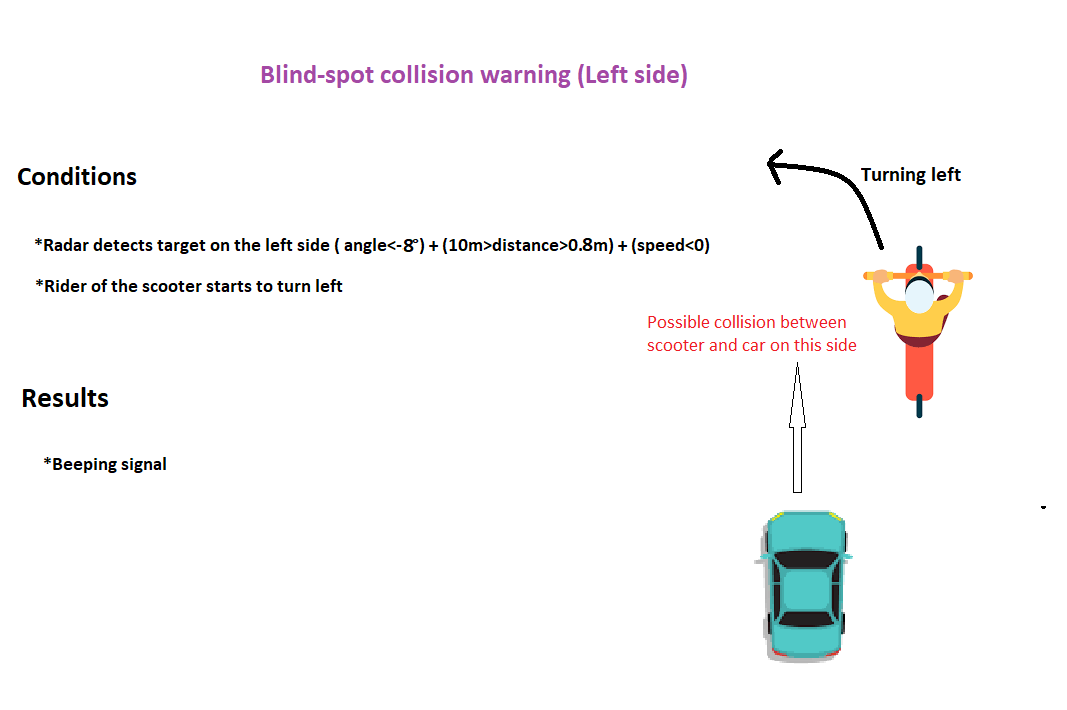 Blind-spot collision warning (Left side)
Conditions
Turning left
*Radar detects target on the left side ( angle<-8°) + (10m>distance>0.8m) + (speed<0)
*Rider of the scooter starts to turn left
Possible collision between
scooter and car on this side
Results
*Beeping signal